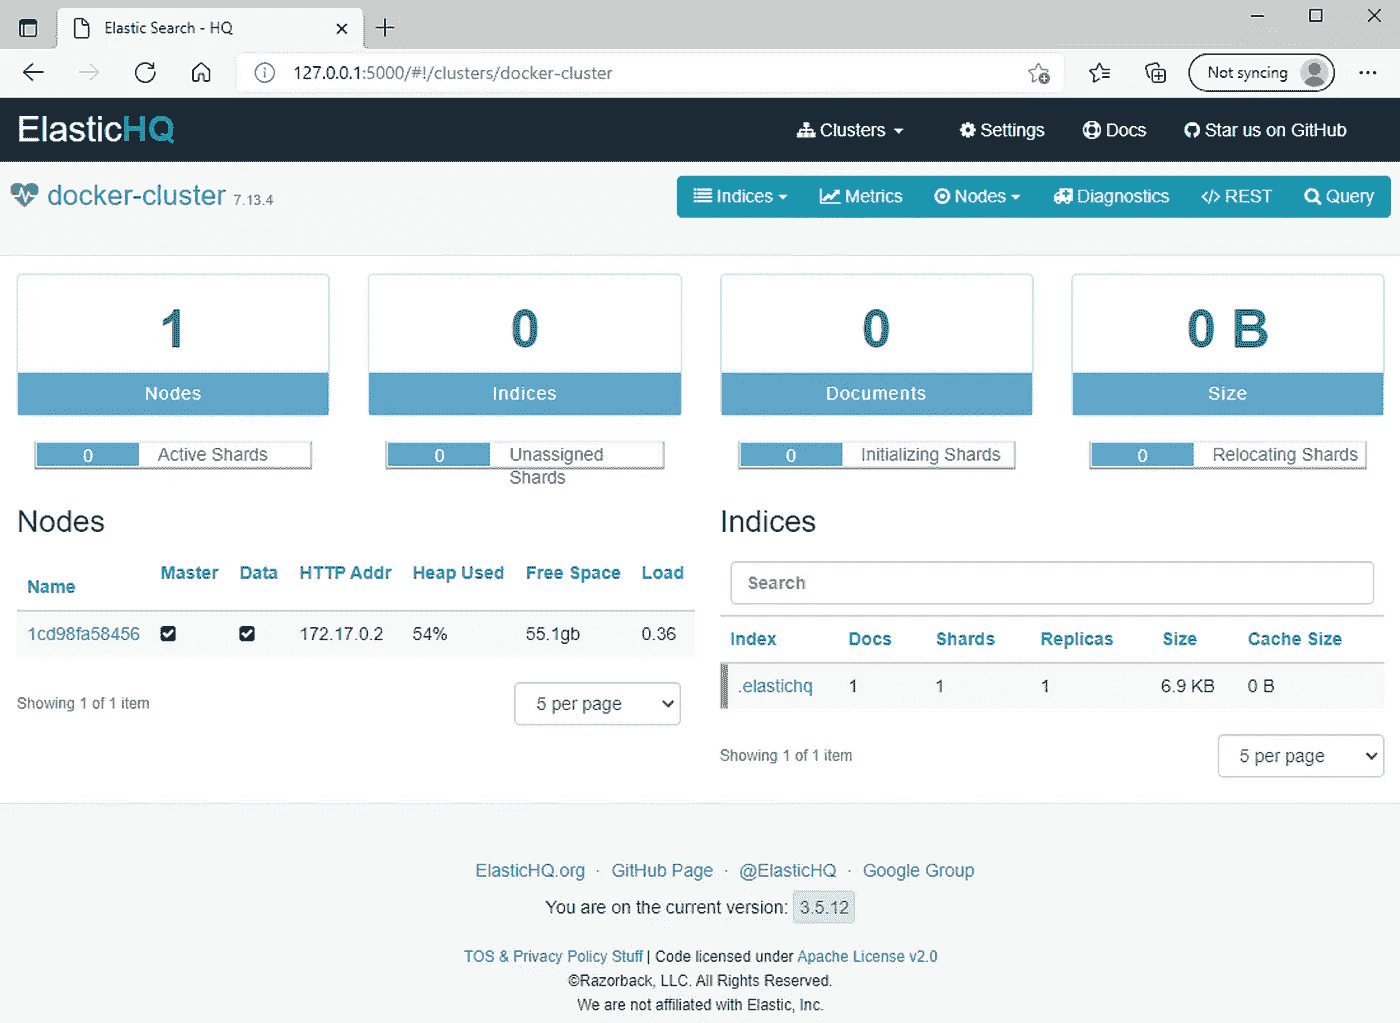 Elastic Search - HQ
127.0.0.1:5000/#!/clusters/docker-cluster
Not syncing
ElasticHQ
Clusters
Settings
Docs
Star us on GitHub
docker-cluster 7.13.4
Indices
Metrics
Nodes
Diagnostics
</> REST
Query
1
Nodes
0
Indices
0
Documents
0 B
Size
0 Active Shards
0 Unassigned
Shards
0 Initializing Shards
0 Relocating Shards
Nodes
Name Master Data HTTP Addr Heap Used Free Space Load
1cd98fa58456 172.17.0.2 54% 55.1gb 0.36
Showing 1 of 1 item
5 per page
Indices
Search
Index Docs Shards Replicas Size Cache Size
.elastichq 1 1 1 6.9 KB 0 B
Showing 1 of 1 item
5 per page
ElasticHQ.org · GitHub Page · @ElasticHQ · Google Group
You are on the current version: 3.5.12
TOS & Privacy Policy Stuff | Code licensed under Apache License v2.0
©Razorback, LLC. All Rights Reserved.
We are not affiliated with Elastic, Inc.